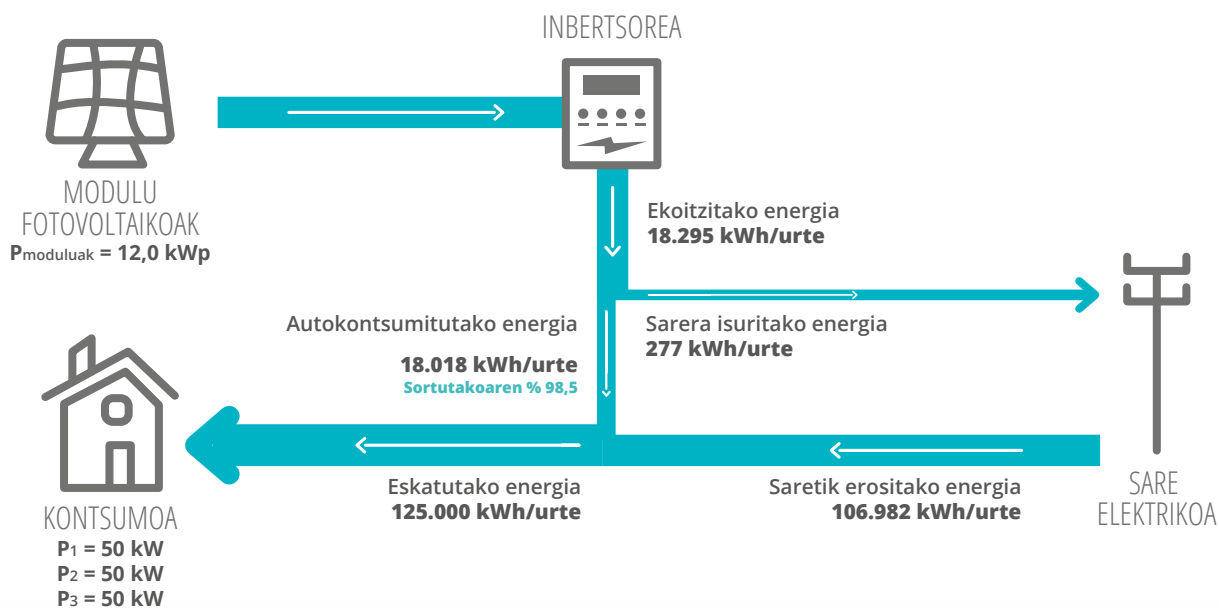 INBERTSOREA
MODULU
FOTOVOLTAIKOAK
Pmoduluak = 12,0 kWp
Ekoitzitako energia
18.295 kWh/urte
Autokontsumitutako energia
18.018 kWh/urte
Sortutakoaren % 98,5
Sarera isuritako energia
277 kWh/urte
Eskatutako energia
125.000 kWh/urte
Saretik erositako energia
106.982 kWh/urte
SARE
ELEKTRIKOA
KONTSUMOA
P1 = 50 kW
P2 = 50 kW
P3 = 50 kW